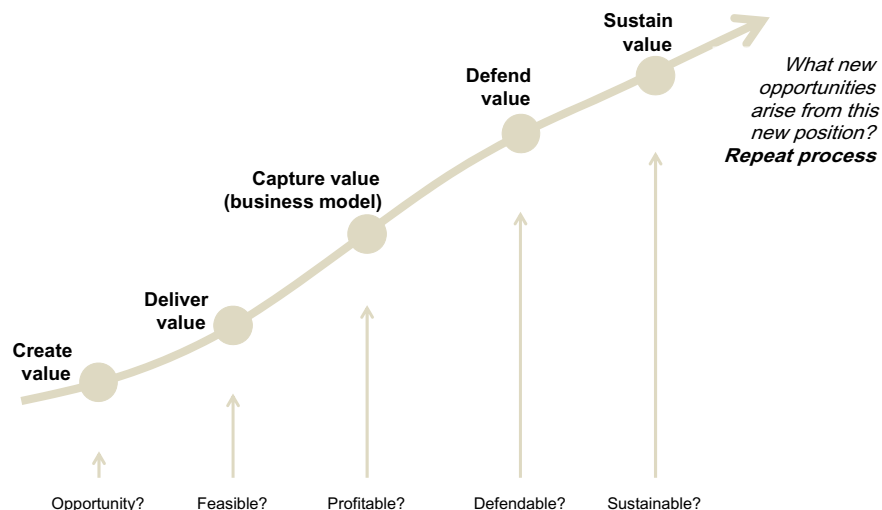 Sustain
value
What new
opportunities
arise from this
new position?
Repeat process
Defend
value
Capture value
(business model)
Deliver
value
Create
value
Opportunity?
Feasible?
Profitable?
Defendable?
Sustainable?